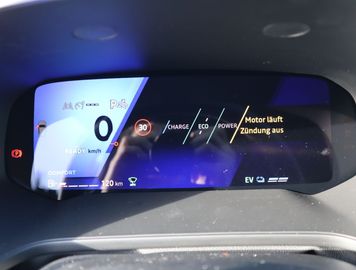 0
READY km/h
30
CHARGE ECO POWER
Motor läuft
Zündung aus
COMFORT
120 km
EV